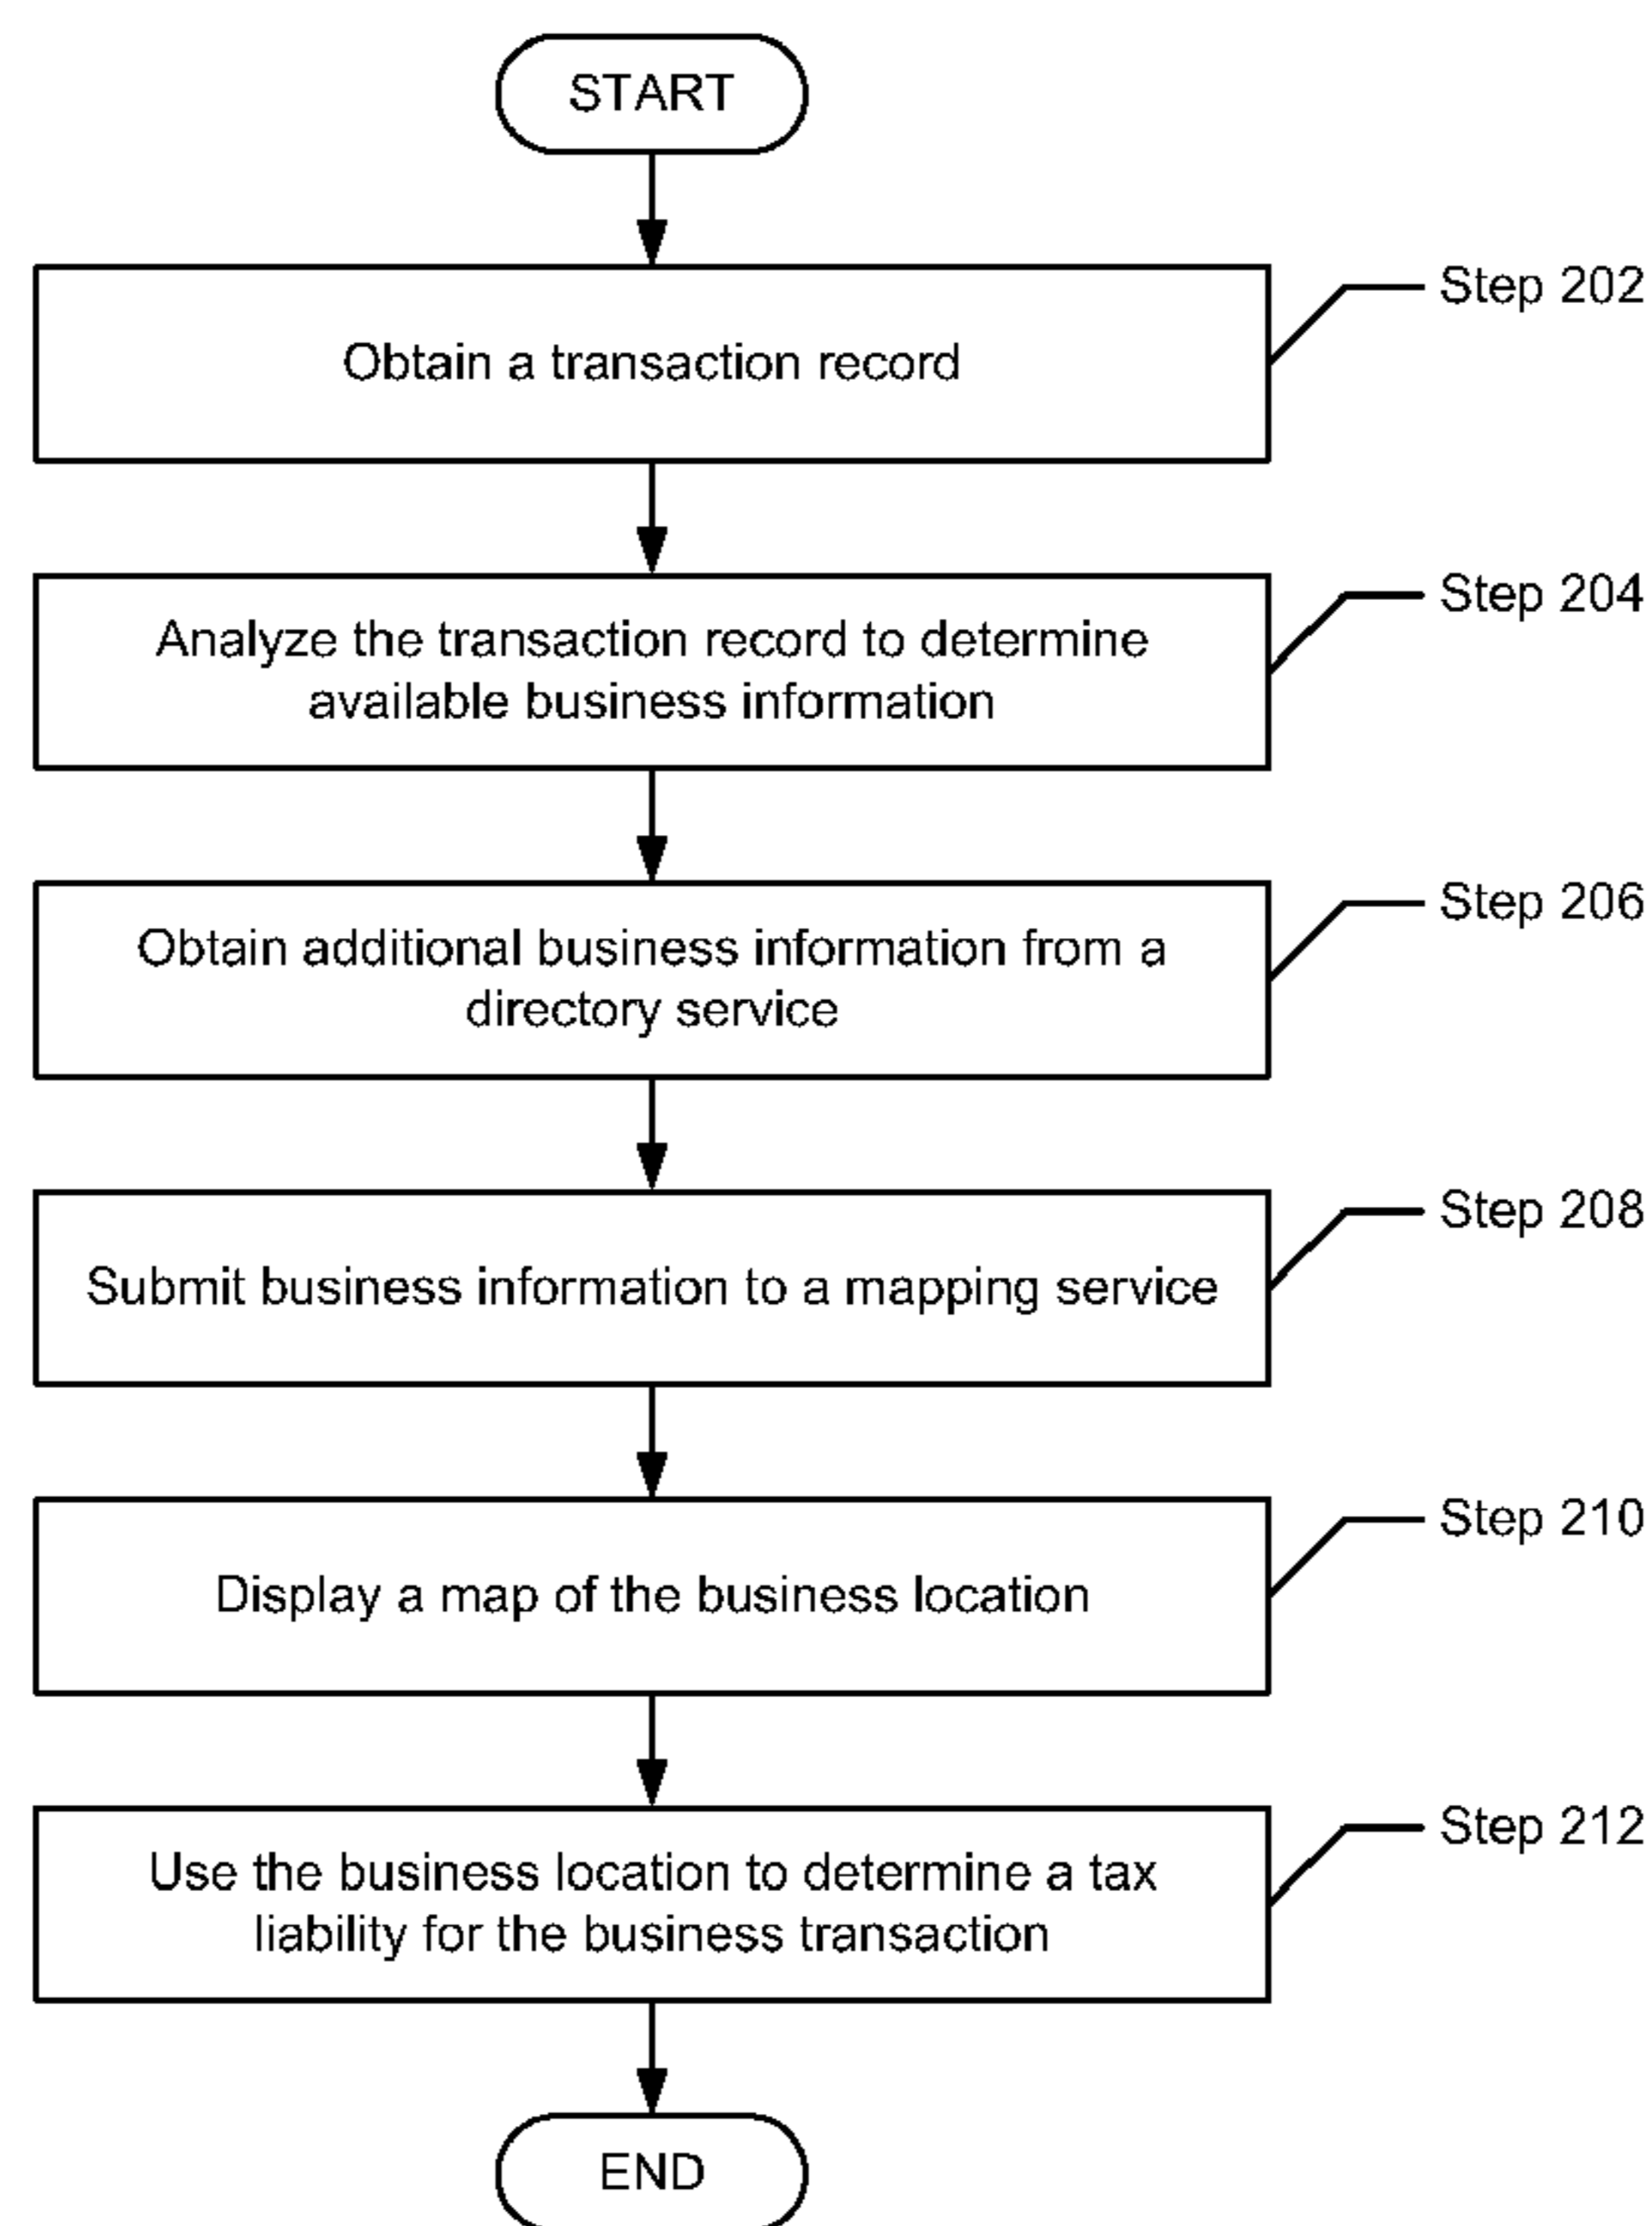 START
Step 202
Obtain a transaction record
Step 204
Analyze the transaction record to determine
available business information
Step 206
Obtain additional business information from a
directory service
Step 208
Submit business information to a mapping service
Step 210
Display a map of the business location
Step 212
Use the business location to determine a tax
liability for the business transaction
END